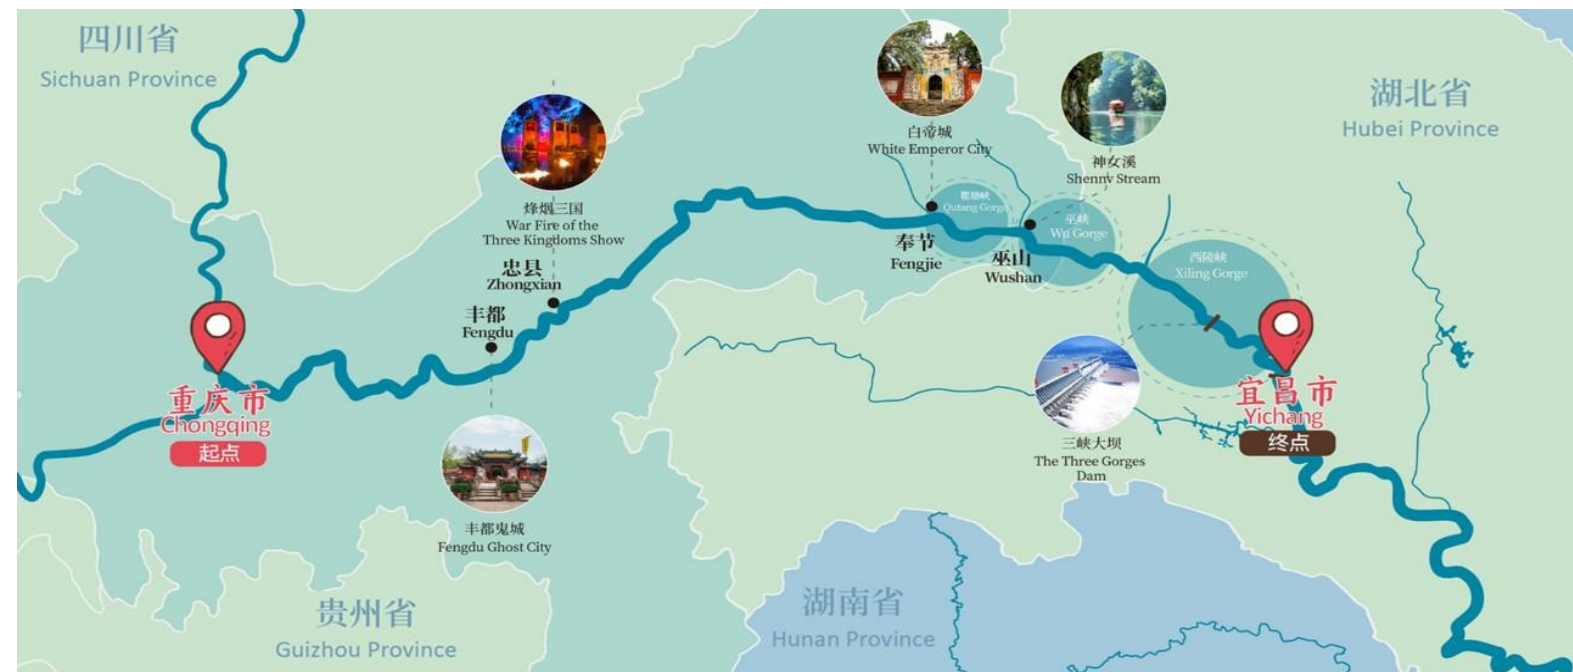 四川省
Sichuan Province
湖北省
Hubei Province
白帝城
White Emperor City
神女溪
Shennv Stream
烽烟三国
War Fire of the
Three Kingdoms Show
瞿塘峡
Qutang Gorge
巫峡
Wu Gorge
奉节
Fengjie
巫山
Wushan
西陵峡
Xiling Gorge
忠县
Zhongxian
丰都
Fengdu
重庆市
Chongqing
起点
宜昌市
Yichang
终点
三峡大坝
The Three Gorges
Dam
丰都鬼城
Fengdu Ghost City
贵州省
Guizhou Province
湖南省
Hunan Province